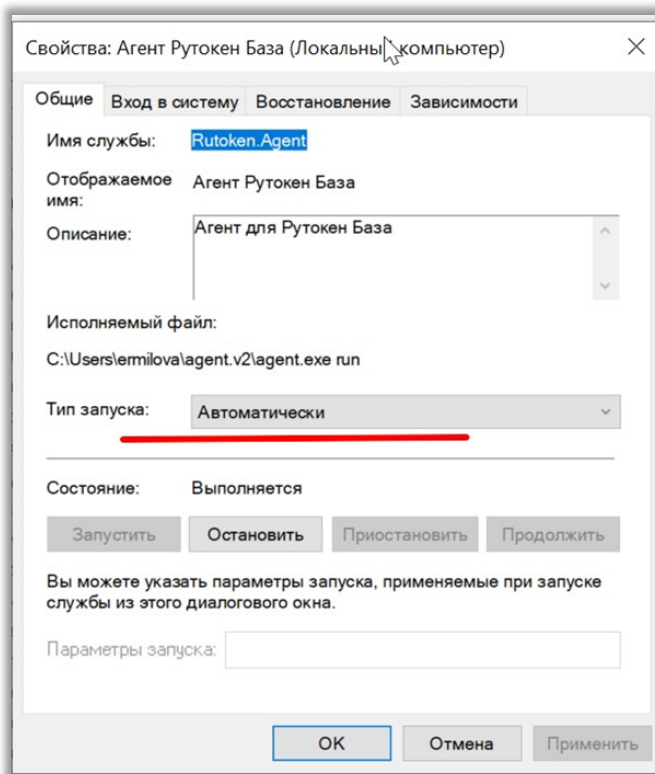 Свойства: Агент Рутокен База (Локальный компьютер)
Общие Вход в систему Восстановление Зависимости
Имя службы: Rutoken.Agent
Отображаемое имя: Агент Рутокен База
Описание: Агент для Рутокен База
Исполняемый файл:
C:\Users\ermilova\agent.v2\agent.exe run
Тип запуска: Автоматически
Состояние: Выполняется
Запустить Остановить Приостановить Продолжить
Вы можете указать параметры запуска, применяемые при запуске
службы из этого диалогового окна.
Параметры запуска:
OK Отмена Применить